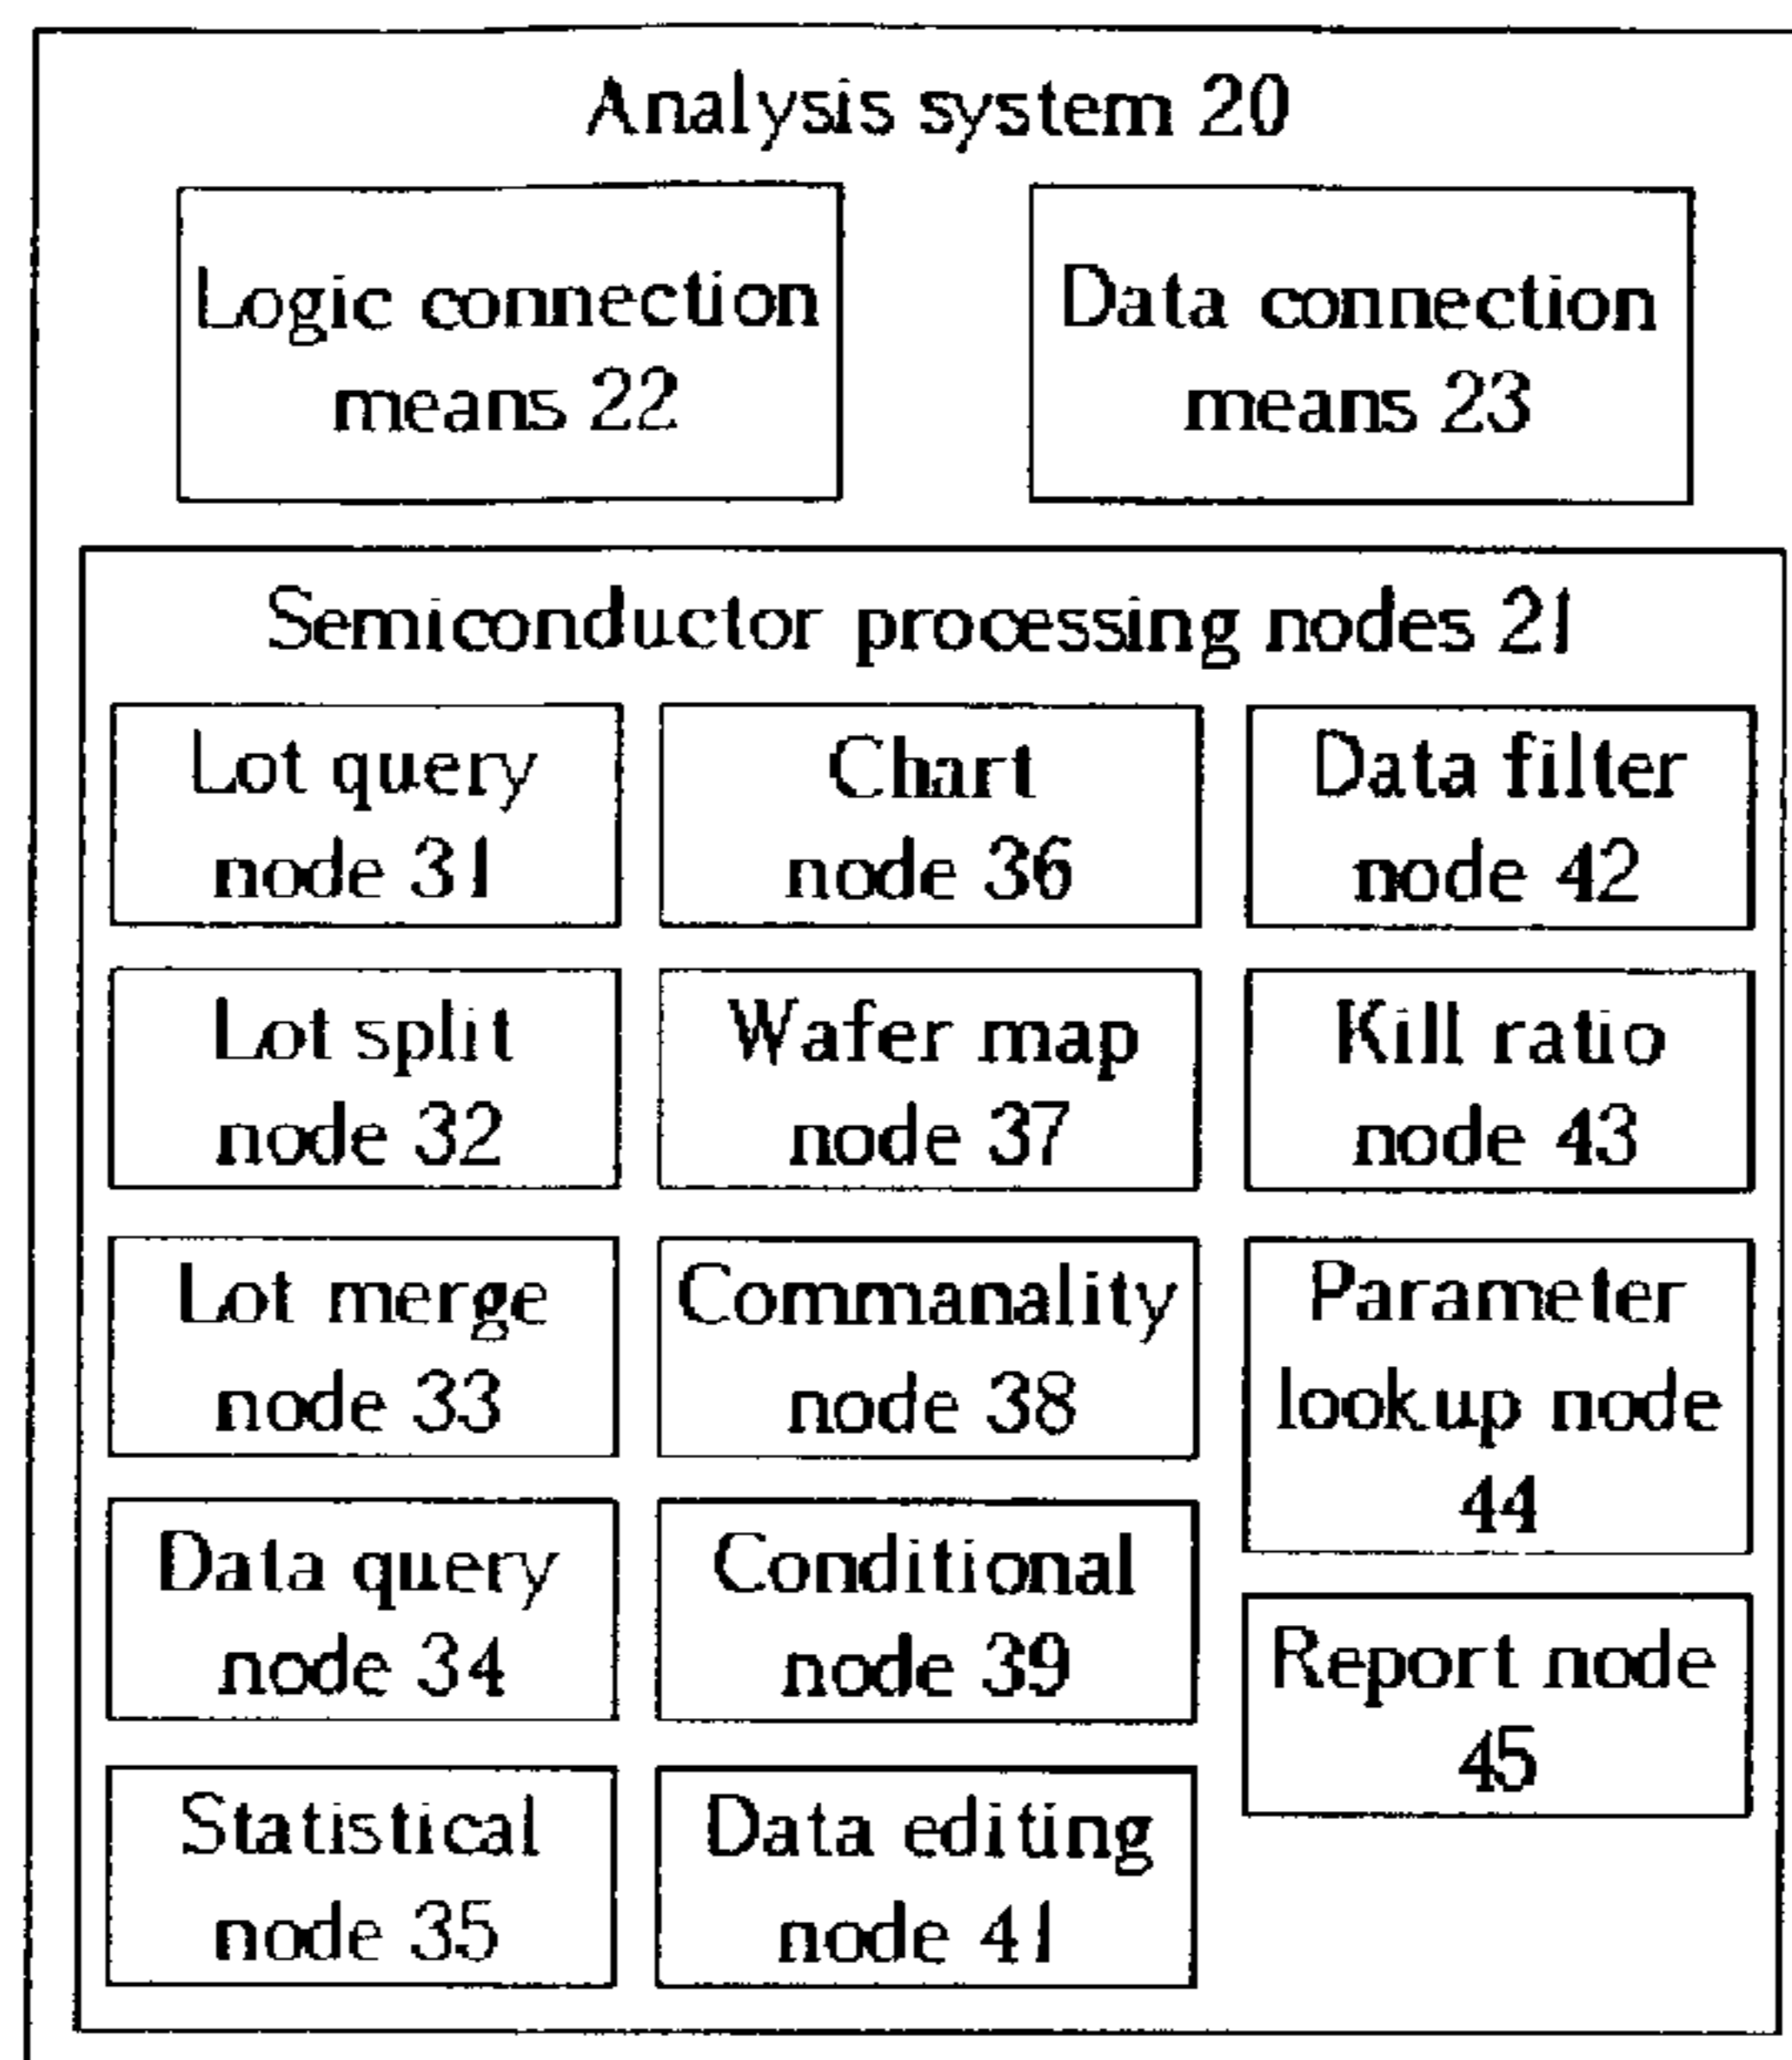 Analysis system 20
Logic connection
means 22
Data connection
means 23
Semiconductor processing nodes 21
Lot query
node 31
Lot split
node 32
Lot merge
node 33
Data query
node 34
Statistical
node 35
Chart
node 36
Wafer map
node 37
Commanality
node 38
Conditional
node 39
Data editing
node 41
Data filter
node 42
Kill ratio
node 43
Parameter
lookup node
44
Report node
45